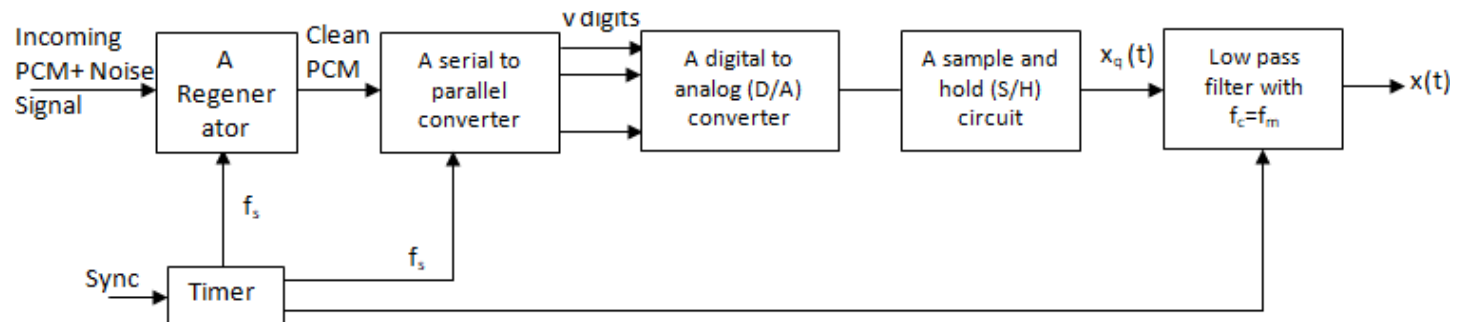 Incoming
PCM+ Noise
Signal
A
Regener
ator
Clean
PCM
A serial to
parallel
converter
v digits
A digital to
analog (D/A)
converter
A sample and
hold (S/H)
circuit
xq (t)
Low pass
filter with
fc=fm
x(t)
fs
fs
Sync
Timer